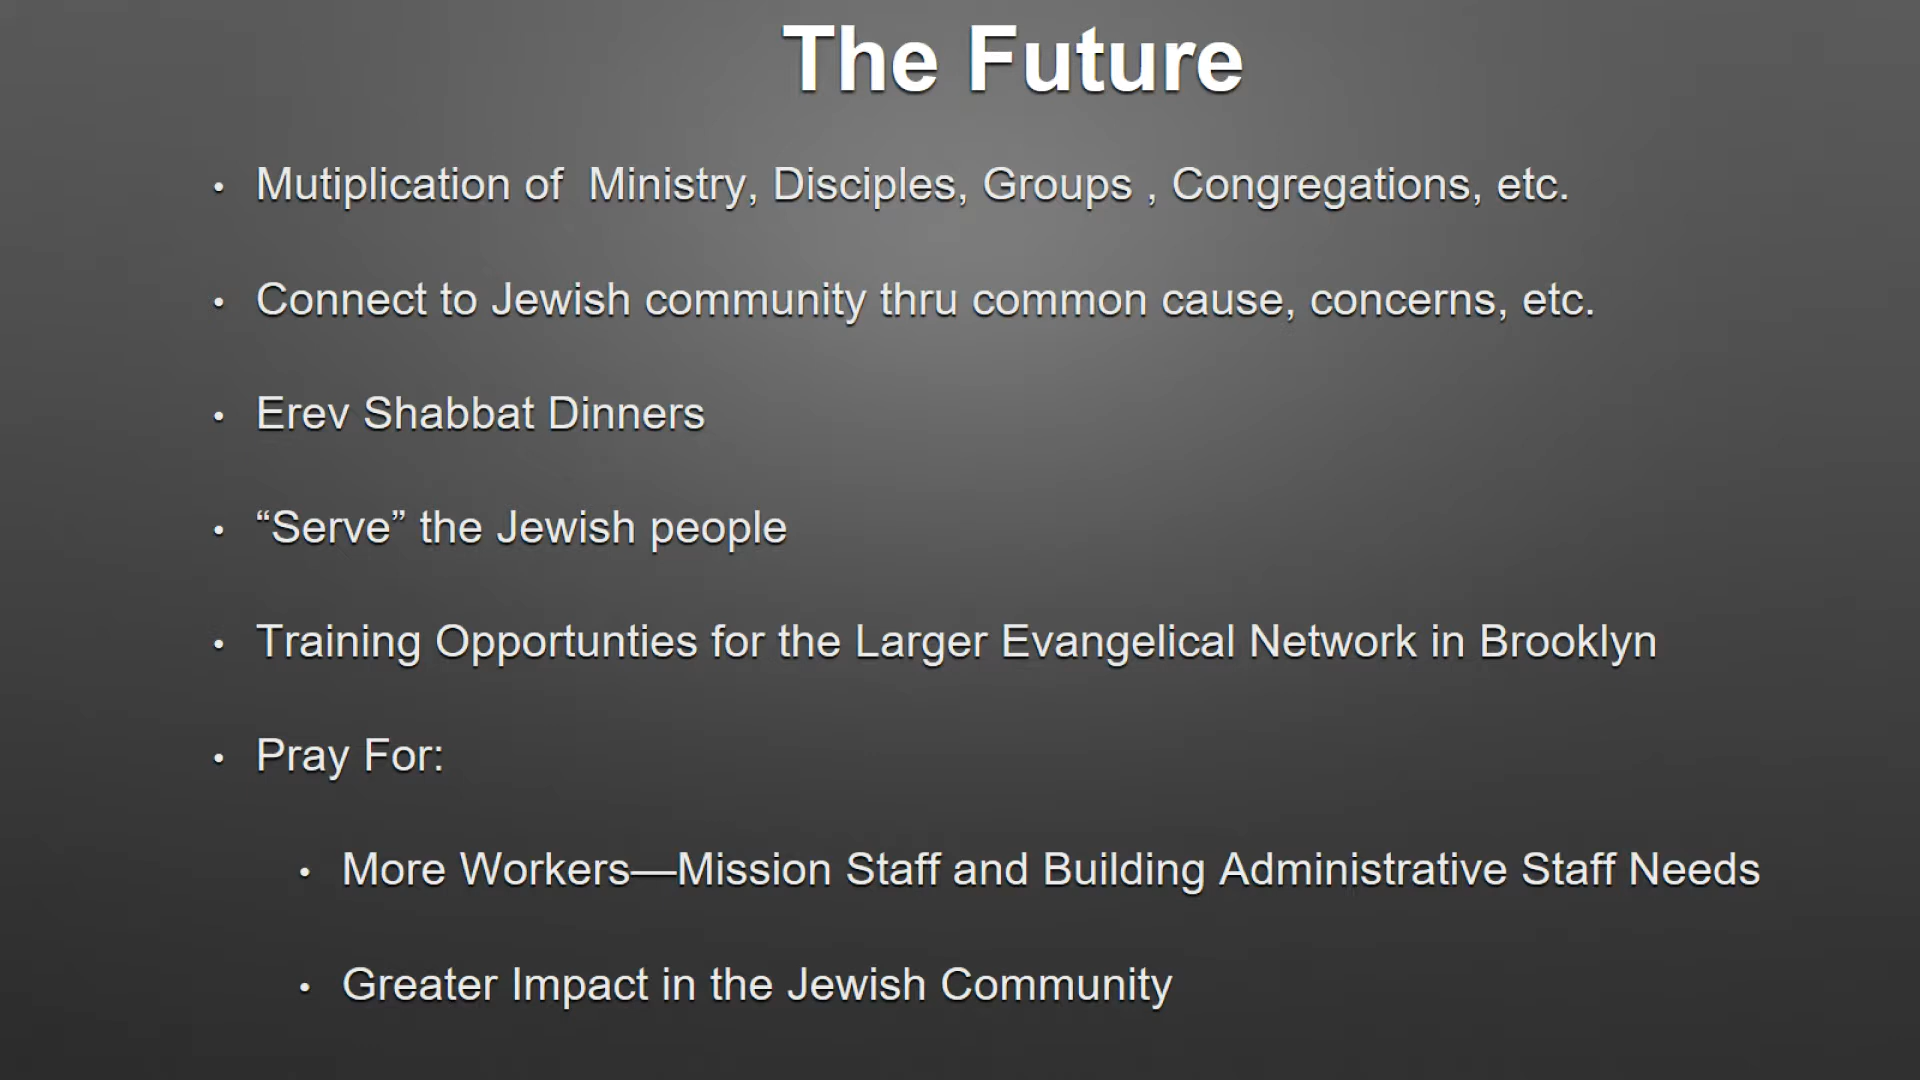 The Future
• Mutiplication of  Ministry, Disciples, Groups , Congregations, etc.
• Connect to Jewish community thru common cause, concerns, etc.
• Erev Shabbat Dinners
• “Serve” the Jewish people
• Training Opportunties for the Larger Evangelical Network in Brooklyn
• Pray For:
• More Workers—Mission Staff and Building Administrative Staff Needs
• Greater Impact in the Jewish Community